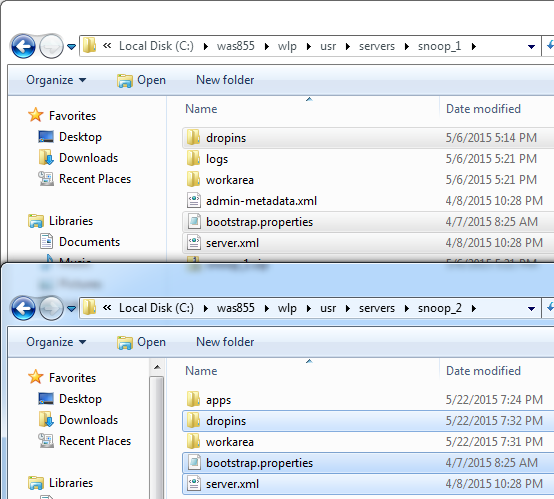 « Local Disk (C:) ▸ was855 ▸ wlp ▸ usr ▸ servers ▸ snoop_1 ▸
Organize ▾ Open New folder
Favorites
Desktop
Downloads
Recent Places
Libraries
Documents
Music
Name Date modified
dropins 5/6/2015 5:14 PM
logs 5/6/2015 5:21 PM
workarea 5/6/2015 5:21 PM
admin-metadata.xml 4/8/2015 10:28 PM
bootstrap.properties 4/7/2015 8:25 AM
server.xml 4/8/2015 10:28 PM
« Local Disk (C:) ▸ was855 ▸ wlp ▸ usr ▸ servers ▸ snoop_2 ▸
Organize ▾ Open New folder
Favorites
Desktop
Downloads
Recent Places
Libraries
Name Date modified
apps 5/22/2015 7:24 PM
dropins 5/22/2015 7:32 PM
workarea 5/22/2015 7:31 PM
bootstrap.properties 4/7/2015 8:25 AM
server.xml 4/8/2015 10:28 PM